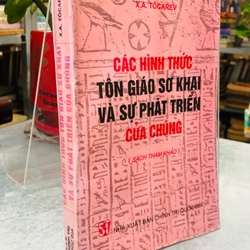 X.A. TÔCAREV
CÁC HÌNH THỨC
TÔN GIÁO SƠ KHAI
VÀ SỰ PHÁT TRIỂN
CỦA CHÚNG
( SÁCH THAM KHẢO )
NHÀ XUẤT BẢN CHÍNH TRỊ QUỐC GIA